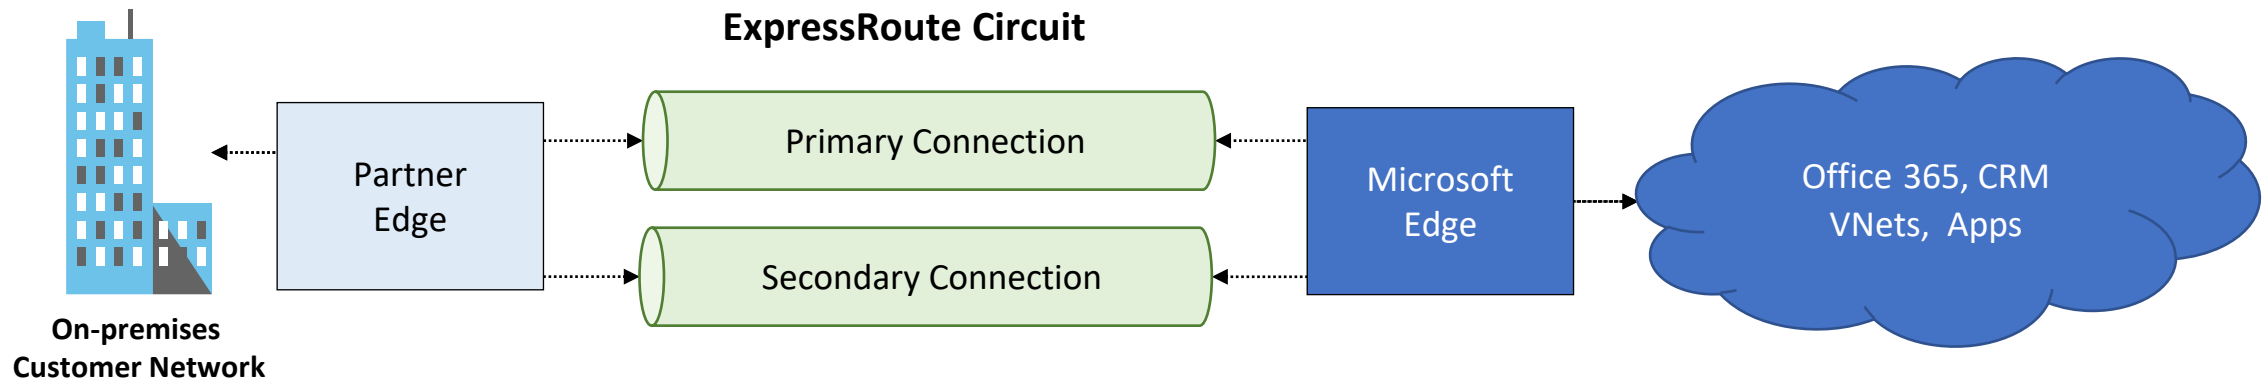 ExpressRoute Circuit
On-premises
Customer Network
Partner
Edge
Primary Connection
Secondary Connection
Microsoft
Edge
Office 365, CRM
VNets, Apps